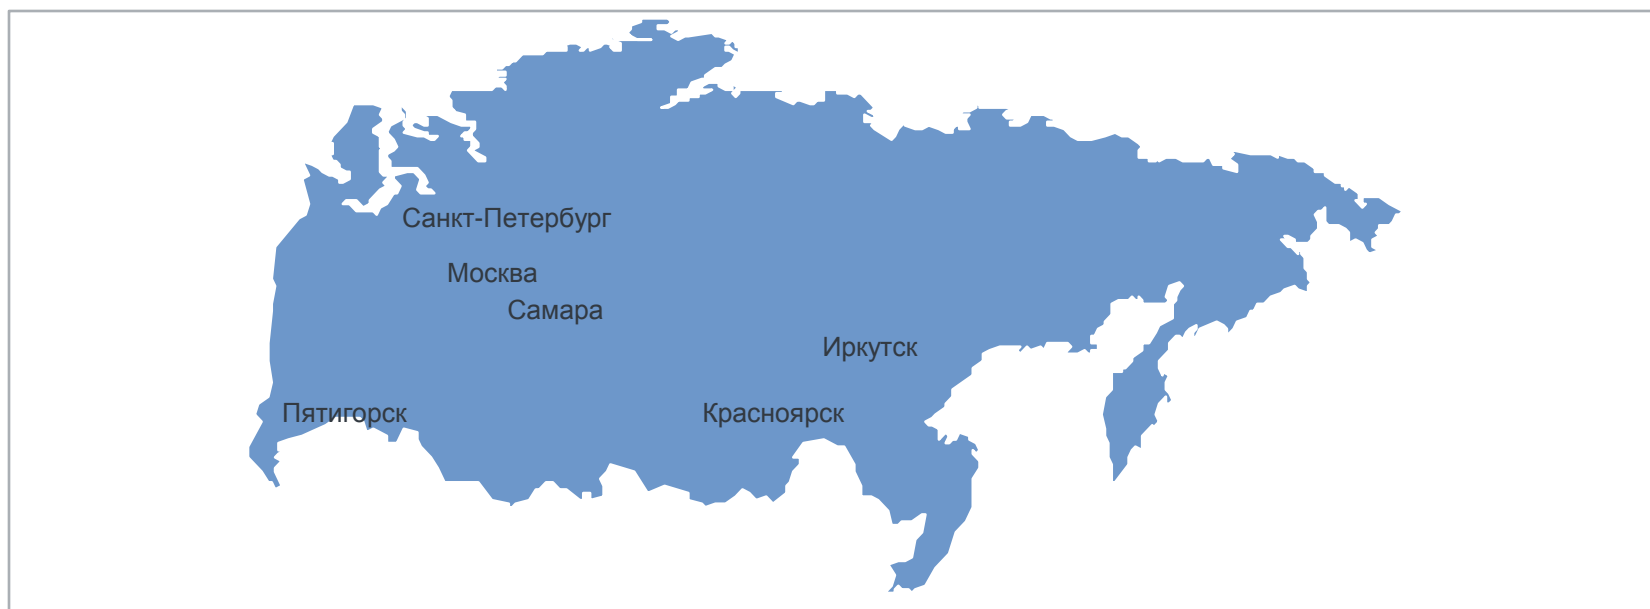 Санкт-Петербург
Москва
Самара
Иркутск
Пятигорск
Красноярск